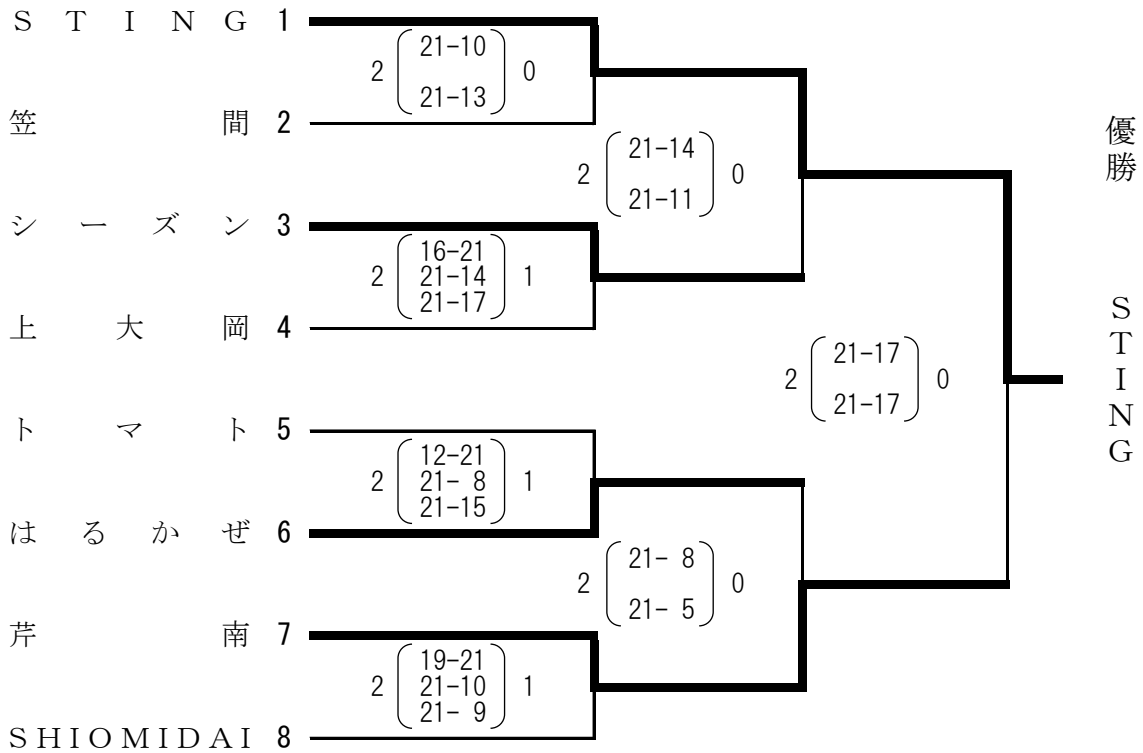 STING 1
21-10
2 0
21-13
笠間 2
優勝
21-14
2 0
21-11
シーズン 3
16-21
2 21-14 1
21-17
上大岡 4
STING
21-17
2 0
21-17
トマト 5
12-21
2 21- 8 1
21-15
はるかぜ 6
21- 8
2 0
21- 5
芹南 7
19-21
2 21-10 1
21- 9
SHIOMIDAI 8